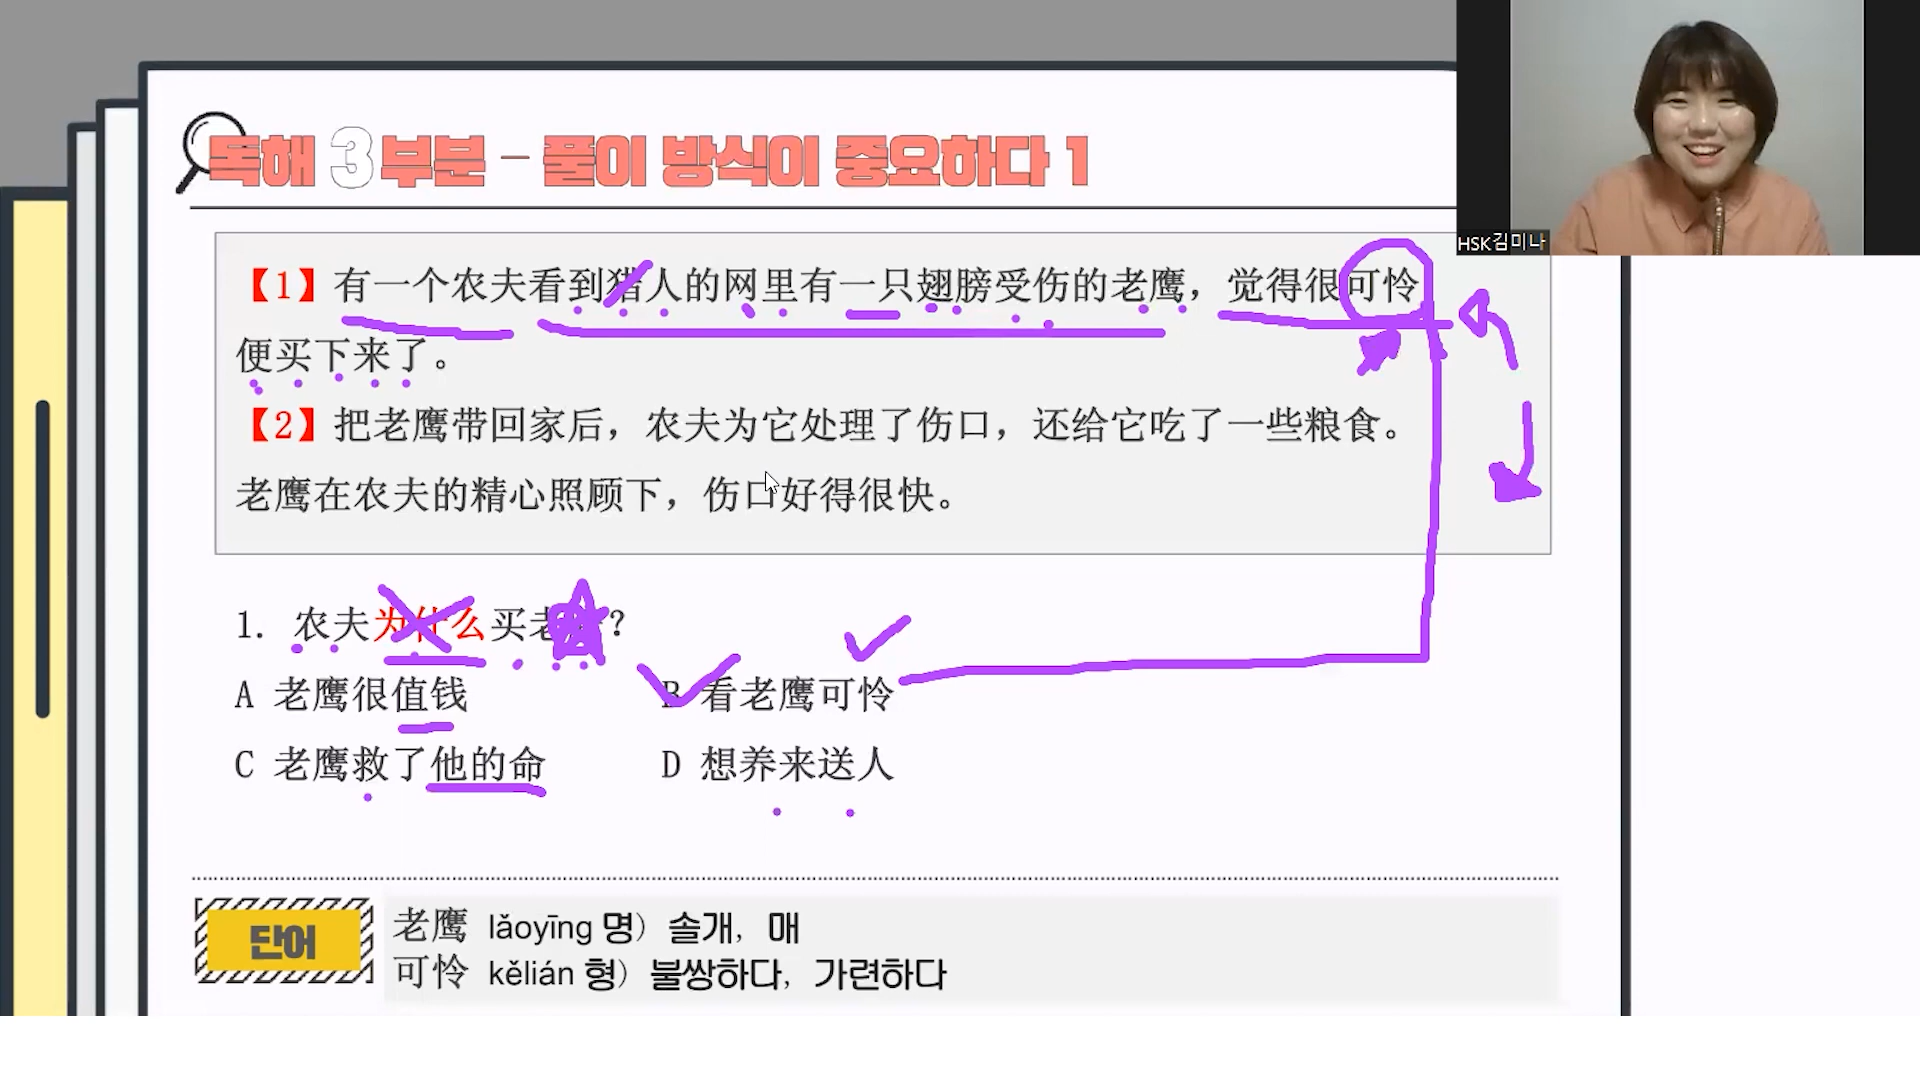 독해 3 부분 - 풀이 방식이 중요하다 1
HSK김미나
【1】有一个农夫看到猎人的网里有一只翅膀受伤的老鹰，觉得很可怜
便买下来了。
【2】把老鹰带回家后，农夫为它处理了伤口，还给它吃了一些粮食。
老鹰在农夫的精心照顾下，伤口好得很快。
1. 农夫为什么买老鹰？
A 老鹰很值钱
B 看老鹰可怜
C 老鹰救了他的命
D 想养来送人
단어
老鹰 lǎoyīng 명) 솔개, 매
可怜 kělián 형) 불쌍하다, 가련하다